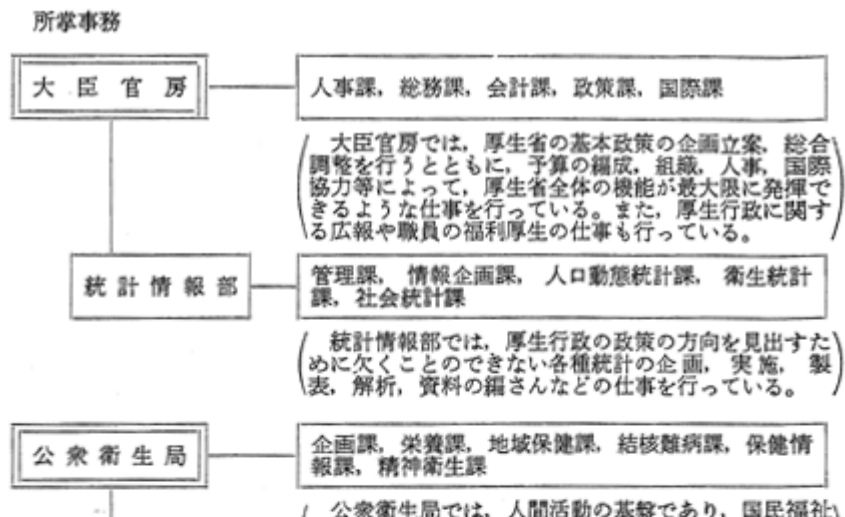 所掌事務
大臣官房
人事課，総務課，会計課，政策課，国際課
大臣官房では，厚生省の基本政策の企画立案，総合
調整を行うとともに，予算の編成，組織，人事，国際
協力等によって，厚生省全体の機能が最大限に発揮で
きるような仕事を行っている。また，厚生行政に関す
る広報や職員の福利厚生の仕事も行っている。
統計情報部
管理課，情報企画課，人口動態統計課，衛生統計
課，社会統計課
統計情報部では，厚生行政の政策の方向を見出すた
めに欠くことのできない各種統計の企画，実施，製
表，解析，資料の編さんなどの仕事を行っている。
公衆衛生局
企画課，栄養課，地域保健課，結核難病課，保健情
報課，精神衛生課
公衆衛生局では，人間活動の基盤であり，国民福祉